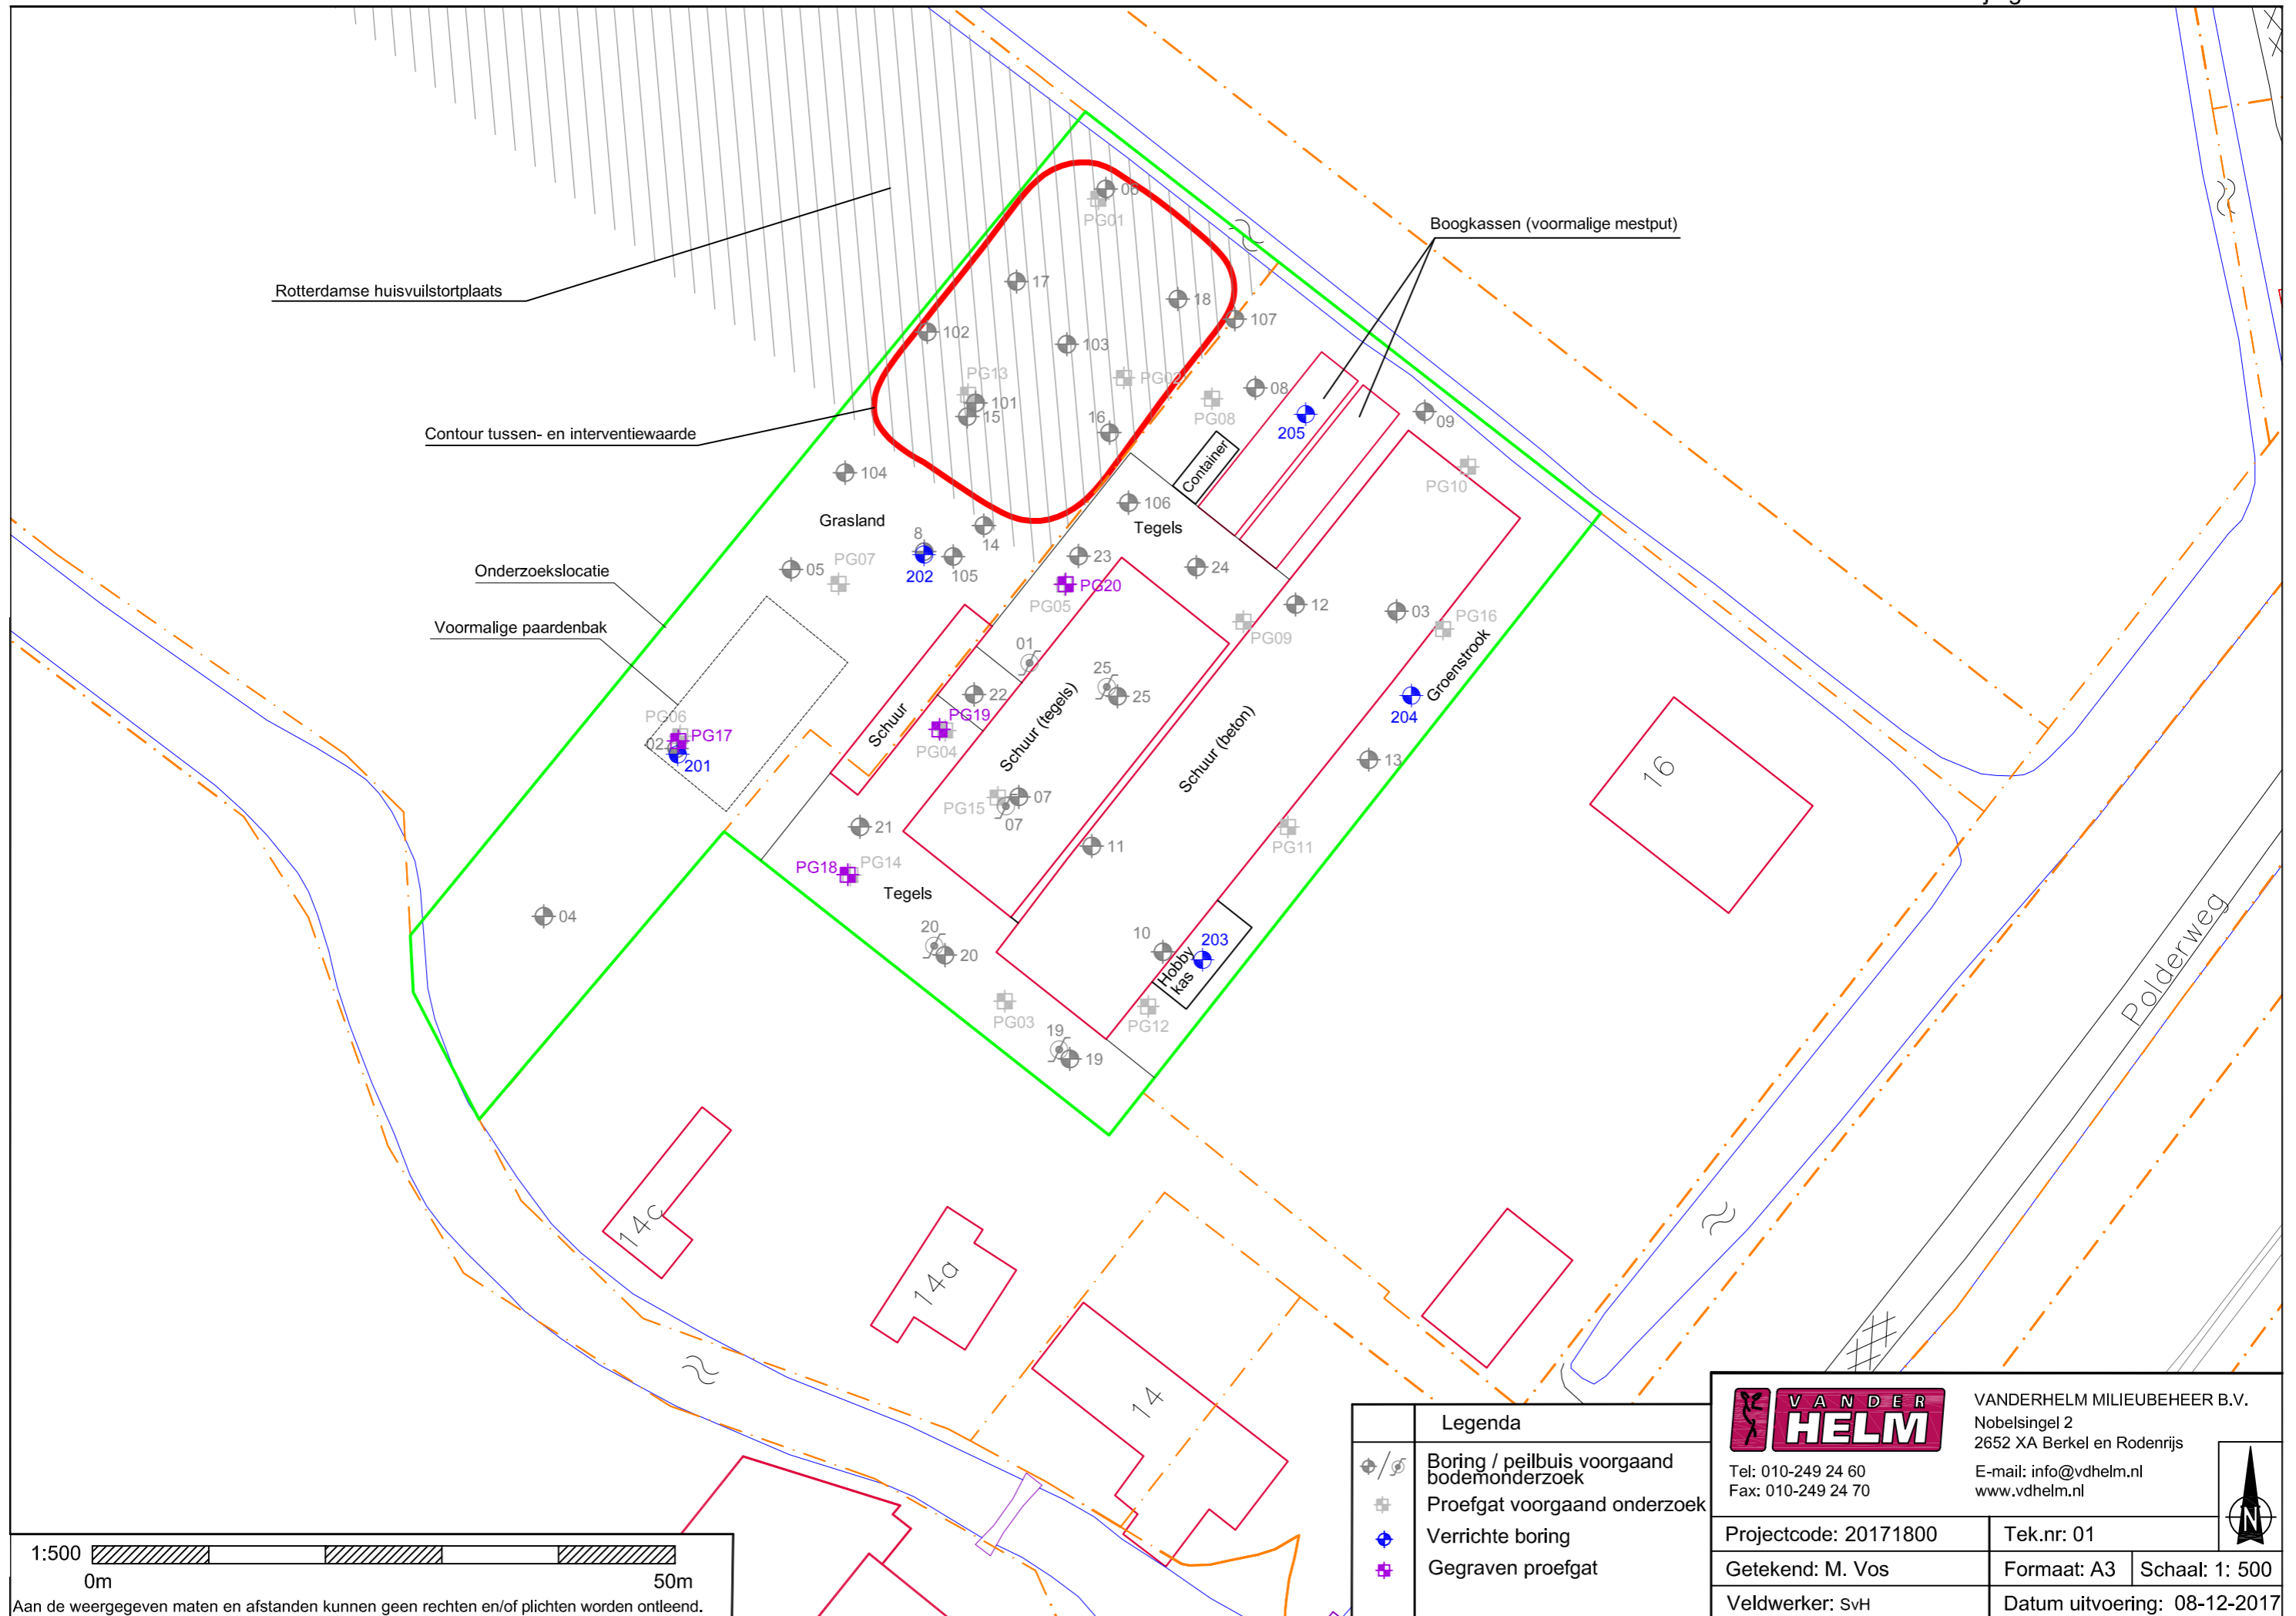 Rotterdamse huisvuilstortplaats
Contour tussen- en interventiewaarde
Onderzoekslocatie
Voormalige paardenbak
Boogkassen (voormalige mestput)
06
PG01
17
18
107
102
103
PG13
PG02
101
15
16
08
PG08
205
09
Container
PG10
104
Grasland
106
Tegels
14
8
202
105
05
PG07
23
24
PG20
PG05
12
03
PG16
PG09
Groenstrook
01
25
25
22
204
Schuur
PG19
PG04
Schuur (tegels)
Schuur (beton)
PG06
PG17
02
201
13
16
PG15
07
07
21
11
PG11
PG18
PG14
Tegels
04
20
20
10
203
Hobby
kas
PG03
PG12
19
19
Polderweg
14c
14a
14
Legenda
Boring / peilbuis voorgaand
bodemonderzoek
Proefgat voorgaand onderzoek
Verrichte boring
Gegraven proefgat
VANDER
HELM
VANDERHELM MILIEUBEHEER B.V.
Nobelsingel 2
2652 XA Berkel en Rodenrijs
Tel: 010-249 24 60
Fax: 010-249 24 70
E-mail: info@vdhelm.nl
www.vdhelm.nl
N
Projectcode: 20171800
Tek.nr: 01
Getekend: M. Vos
Formaat: A3
Schaal: 1: 500
Veldwerker: SvH
Datum uitvoering: 08-12-2017
1:500
0m
50m
Aan de weergegeven maten en afstanden kunnen geen rechten en/of plichten worden ontleend.